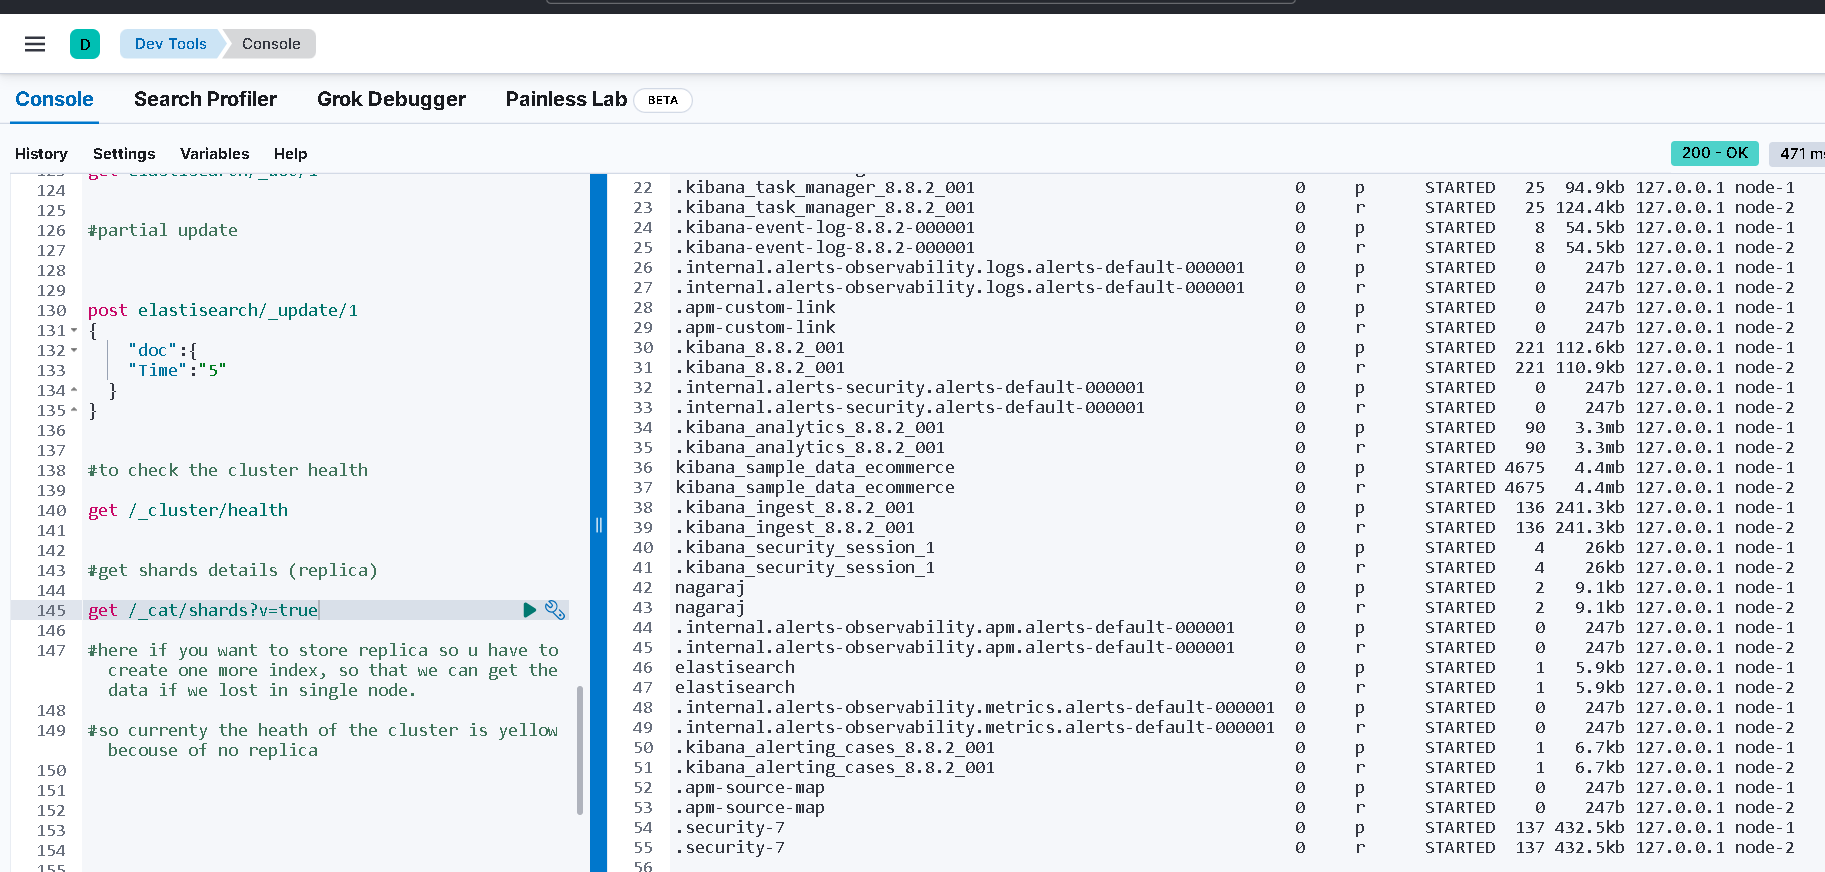 D Dev Tools Console
Console Search Profiler Grok Debugger Painless Lab BETA
History Settings Variables Help
200 - OK 471 ms
124
125
126 #partial update
127
128
129
130 post elastisearch/_update/1
131 {
132 "doc":{
133 "Time":"5"
134 }
135 }
136
137
138 #to check the cluster health
139
140 get /_cluster/health
141
142
143 #get shards details (replica)
144
145 get /_cat/shards?v=true
146
147 #here if you want to store replica so u have to
create one more index, so that we can get the
data if we lost in single node.
148
149 #so currenty the heath of the cluster is yellow
becouse of no replica
150
151
152
153
154
155
22 .kibana_task_manager_8.8.2_001 0 p STARTED 25 94.9kb 127.0.0.1 node-1
23 .kibana_task_manager_8.8.2_001 0 r STARTED 25 124.4kb 127.0.0.1 node-2
24 .kibana-event-log-8.8.2-000001 0 p STARTED 8 54.5kb 127.0.0.1 node-1
25 .kibana-event-log-8.8.2-000001 0 r STARTED 8 54.5kb 127.0.0.1 node-2
26 .internal.alerts-observability.logs.alerts-default-000001 0 p STARTED 0 247b 127.0.0.1 node-1
27 .internal.alerts-observability.logs.alerts-default-000001 0 r STARTED 0 247b 127.0.0.1 node-2
28 .apm-custom-link 0 p STARTED 0 247b 127.0.0.1 node-1
29 .apm-custom-link 0 r STARTED 0 247b 127.0.0.1 node-2
30 .kibana_8.8.2_001 0 p STARTED 221 112.6kb 127.0.0.1 node-1
31 .kibana_8.8.2_001 0 r STARTED 221 110.9kb 127.0.0.1 node-2
32 .internal.alerts-security.alerts-default-000001 0 p STARTED 0 247b 127.0.0.1 node-1
33 .internal.alerts-security.alerts-default-000001 0 r STARTED 0 247b 127.0.0.1 node-2
34 .kibana_analytics_8.8.2_001 0 p STARTED 90 3.3mb 127.0.0.1 node-1
35 .kibana_analytics_8.8.2_001 0 r STARTED 90 3.3mb 127.0.0.1 node-2
36 kibana_sample_data_ecommerce 0 p STARTED 4675 4.4mb 127.0.0.1 node-1
37 kibana_sample_data_ecommerce 0 r STARTED 4675 4.4mb 127.0.0.1 node-2
38 .kibana_ingest_8.8.2_001 0 p STARTED 136 241.3kb 127.0.0.1 node-1
39 .kibana_ingest_8.8.2_001 0 r STARTED 136 241.3kb 127.0.0.1 node-2
40 .kibana_security_session_1 0 p STARTED 4 26kb 127.0.0.1 node-1
41 .kibana_security_session_1 0 r STARTED 4 26kb 127.0.0.1 node-2
42 nagaraj 0 p STARTED 2 9.1kb 127.0.0.1 node-1
43 nagaraj 0 r STARTED 2 9.1kb 127.0.0.1 node-2
44 .internal.alerts-observability.apm.alerts-default-000001 0 p STARTED 0 247b 127.0.0.1 node-1
45 .internal.alerts-observability.apm.alerts-default-000001 0 r STARTED 0 247b 127.0.0.1 node-2
46 elastisearch 0 p STARTED 1 5.9kb 127.0.0.1 node-1
47 elastisearch 0 r STARTED 1 5.9kb 127.0.0.1 node-2
48 .internal.alerts-observability.metrics.alerts-default-000001 0 p STARTED 0 247b 127.0.0.1 node-1
49 .internal.alerts-observability.metrics.alerts-default-000001 0 r STARTED 0 247b 127.0.0.1 node-2
50 .kibana_alerting_cases_8.8.2_001 0 p STARTED 1 6.7kb 127.0.0.1 node-1
51 .kibana_alerting_cases_8.8.2_001 0 r STARTED 1 6.7kb 127.0.0.1 node-2
52 .apm-source-map 0 p STARTED 0 247b 127.0.0.1 node-1
53 .apm-source-map 0 r STARTED 0 247b 127.0.0.1 node-2
54 .security-7 0 p STARTED 137 432.5kb 127.0.0.1 node-1
55 .security-7 0 r STARTED 137 432.5kb 127.0.0.1 node-2
56